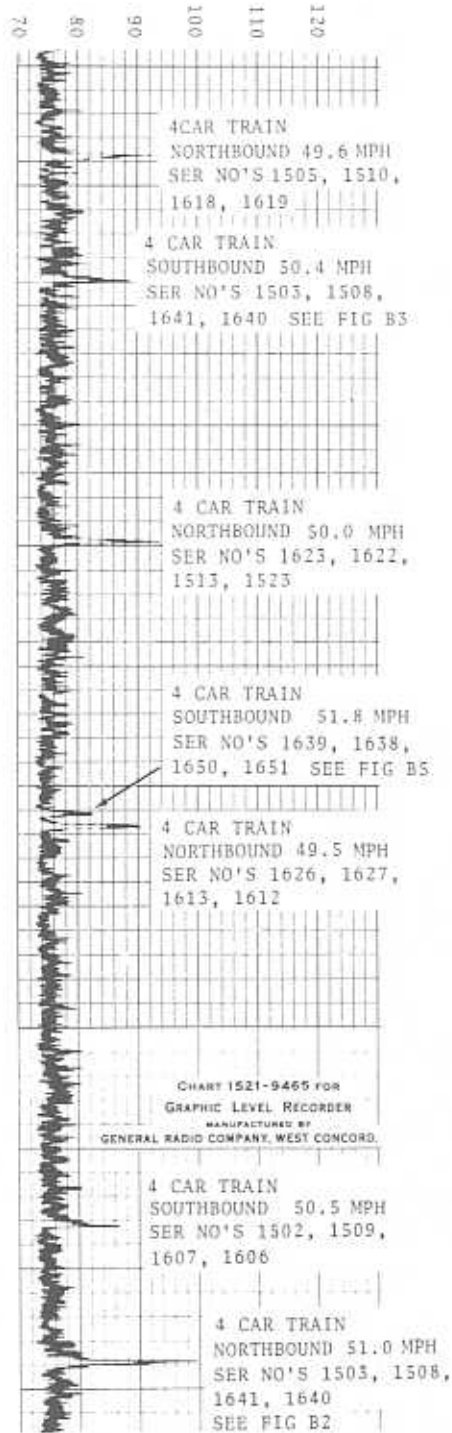 70 80 90 100 110 120
4CAR TRAIN
NORTHBOUND 49.6 MPH
SER NO'S 1505, 1510,
1618, 1619
4 CAR TRAIN
SOUTHBOUND 50.4 MPH
SER NO'S 1503, 1508,
1641, 1640 SEE FIG B3
4 CAR TRAIN
NORTHBOUND 50.0 MPH
SER NO'S 1623, 1622,
1513, 1523
4 CAR TRAIN
SOUTHBOUND 51.8 MPH
SER NO'S 1639, 1638,
1650, 1651 SEE FIG B5
4 CAR TRAIN
NORTHBOUND 49.5 MPH
SER NO'S 1626, 1627,
1613, 1612
CHART 1521-9465 FOR
GRAPHIC LEVEL RECORDER
MANUFACTURED BY
GENERAL RADIO COMPANY, WEST CONCORD,
4 CAR TRAIN
SOUTHBOUND 50.5 MPH
SER NO'S 1502, 1509,
1607, 1606
4 CAR TRAIN
NORTHBOUND 51.0 MPH
SER NO'S 1503, 1508,
1641, 1640
SEE FIG B2